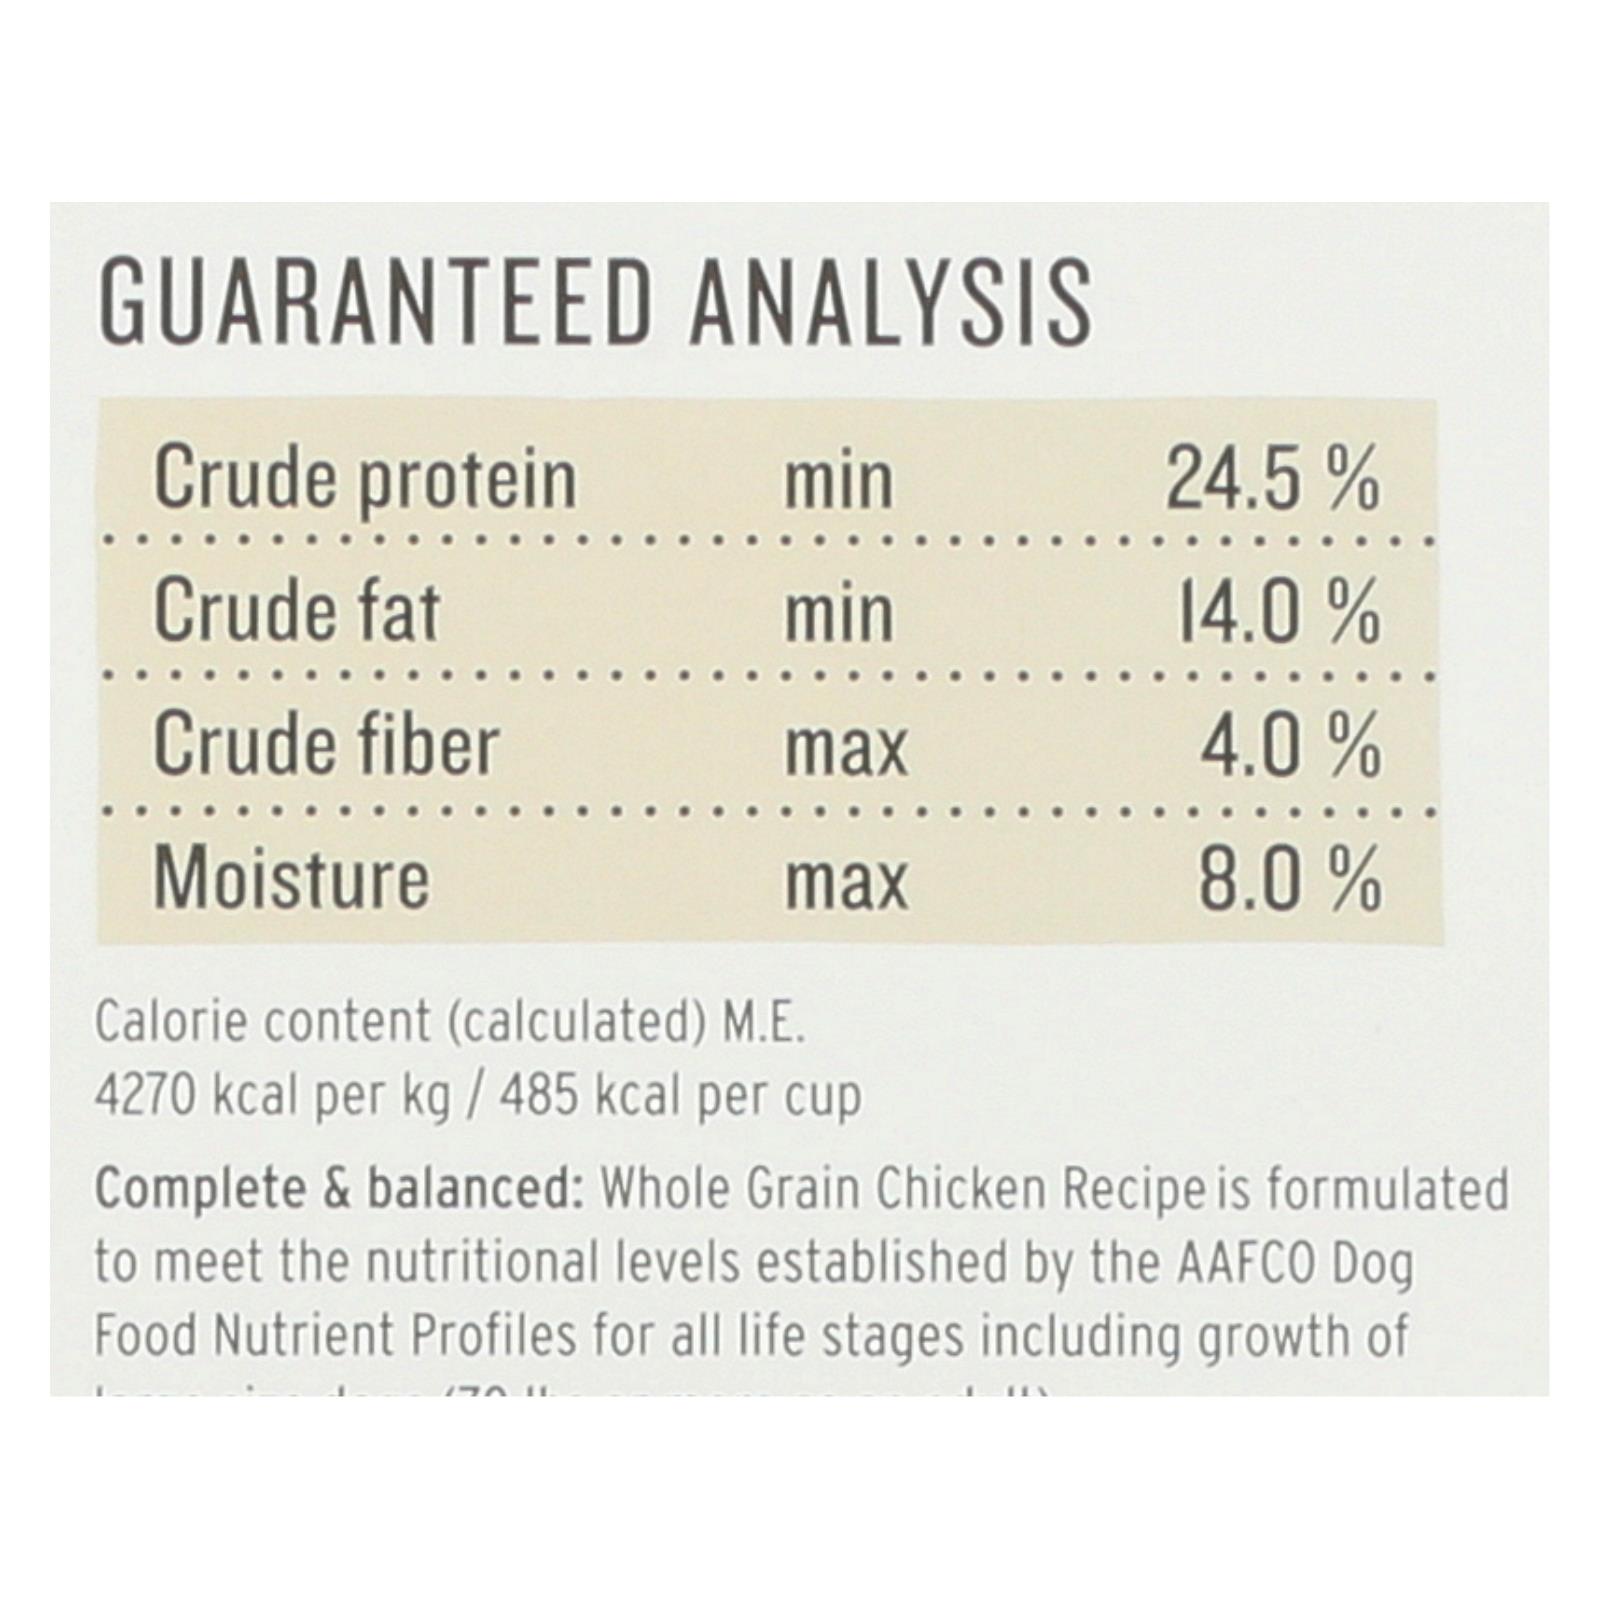 GUARANTEED ANALYSIS
Crude protein min 24.5 %
Crude fat min 14.0 %
Crude fiber max 4.0 %
Moisture max 8.0 %
Calorie content (calculated) M.E.
4270 kcal per kg / 485 kcal per cup
Complete & balanced: Whole Grain Chicken Recipe is formulated
to meet the nutritional levels established by the AAFCO Dog
Food Nutrient Profiles for all life stages including growth of